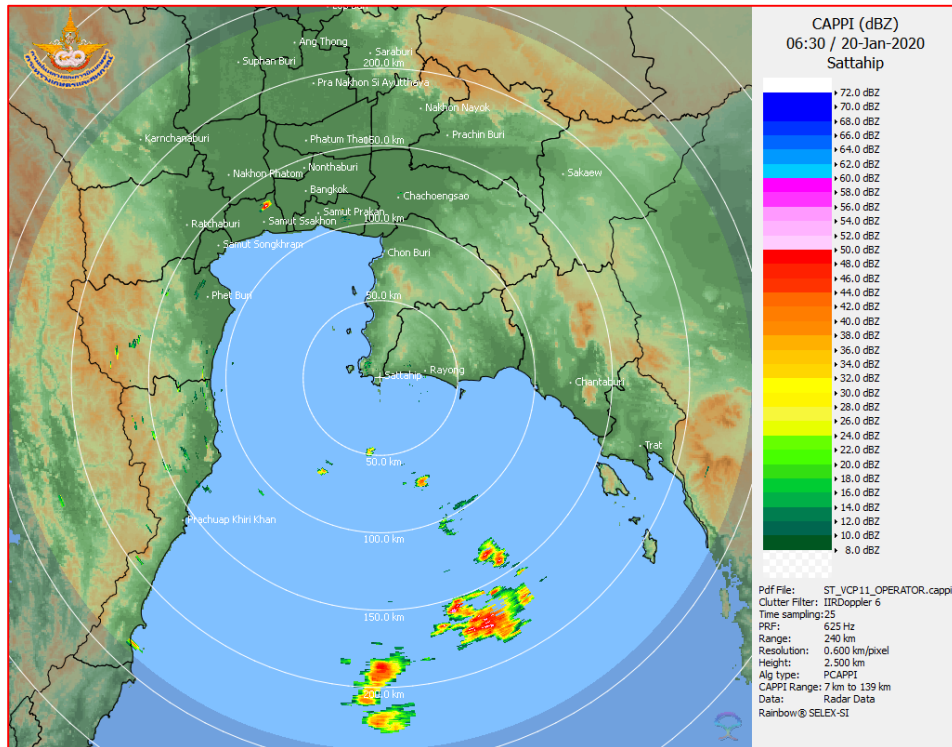 CAPPI (dBZ)
06:30 / 20-Jan-2020
Sattahip
72.0 dBZ
70.0 dBZ
68.0 dBZ
66.0 dBZ
64.0 dBZ
62.0 dBZ
60.0 dBZ
58.0 dBZ
56.0 dBZ
54.0 dBZ
52.0 dBZ
50.0 dBZ
48.0 dBZ
46.0 dBZ
44.0 dBZ
42.0 dBZ
40.0 dBZ
38.0 dBZ
36.0 dBZ
34.0 dBZ
32.0 dBZ
30.0 dBZ
28.0 dBZ
26.0 dBZ
24.0 dBZ
22.0 dBZ
20.0 dBZ
18.0 dBZ
16.0 dBZ
14.0 dBZ
12.0 dBZ
10.0 dBZ
8.0 dBZ
Pdf File: ST_VCP11_OPERATOR.cappi
Clutter Filter: IIRDoppler 6
Time sampling:25
PRF: 625 Hz
Range: 240 km
Resolution: 0.600 km/pixel
Height: 2.500 km
Alg type: PCAPPI
CAPPI Range: 7 km to 139 km
Data: Radar Data
Rainbow® SELEX-SI
Ang Thong
Saraburi
Suphan Buri
200.0 km
Pra Nakhon Si Ayutthaya
Nakhon Nayok
Karnchanaburi
Prachin Buri
Nonthaburi
Nakhon Phatom
Sakaew
Bangkok
Chachoengsao
Samut Prakan
Ratchaburi
Samut Ssakhon
100.0 km
Samut Songkhram
Chon Buri
Phet Buri
50.0 km
Rayong
Sattahip
Chantaburi
Trat
50.0 km
Prachuap Khiri Khan
100.0 km
150.0 km
200.0 km